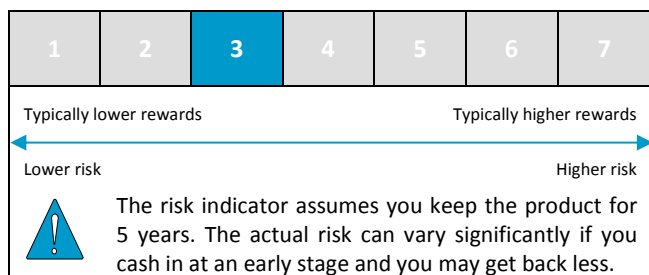 1 2 3 4 5 6 7
Typically lower rewards Typically higher rewards
Lower risk Higher risk
The risk indicator assumes you keep the product for
5 years. The actual risk can vary significantly if you
cash in at an early stage and you may get back less.